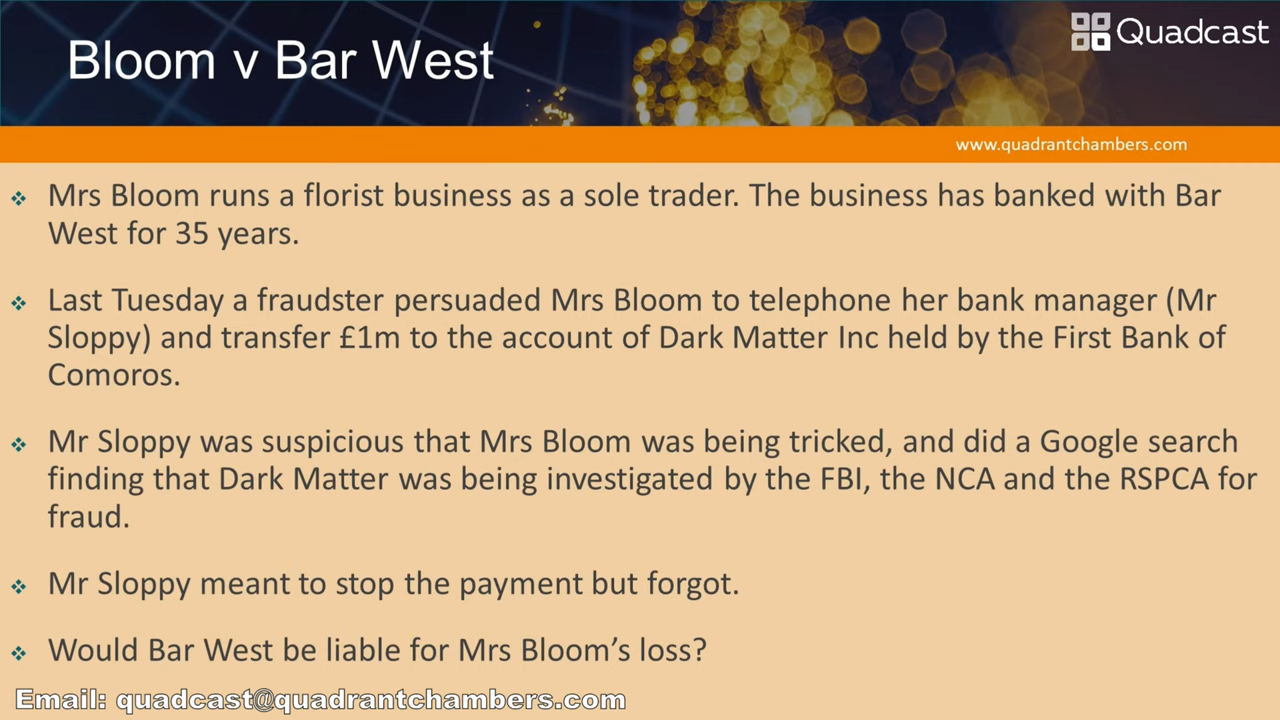 Bloom v Bar West
Quadcast
www.quadrantchambers.com
Mrs Bloom runs a florist business as a sole trader. The business has banked with Bar
West for 35 years.
Last Tuesday a fraudster persuaded Mrs Bloom to telephone her bank manager (Mr
Sloppy) and transfer £1m to the account of Dark Matter Inc held by the First Bank of
Comoros.
Mr Sloppy was suspicious that Mrs Bloom was being tricked, and did a Google search
finding that Dark Matter was being investigated by the FBI, the NCA and the RSPCA for
fraud.
Mr Sloppy meant to stop the payment but forgot.
Would Bar West be liable for Mrs Bloom’s loss?
Email: quadcast@quadrantchambers.com